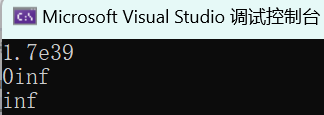 Microsoft Visual Studio 调试控制台
1.7e39
0inf
inf